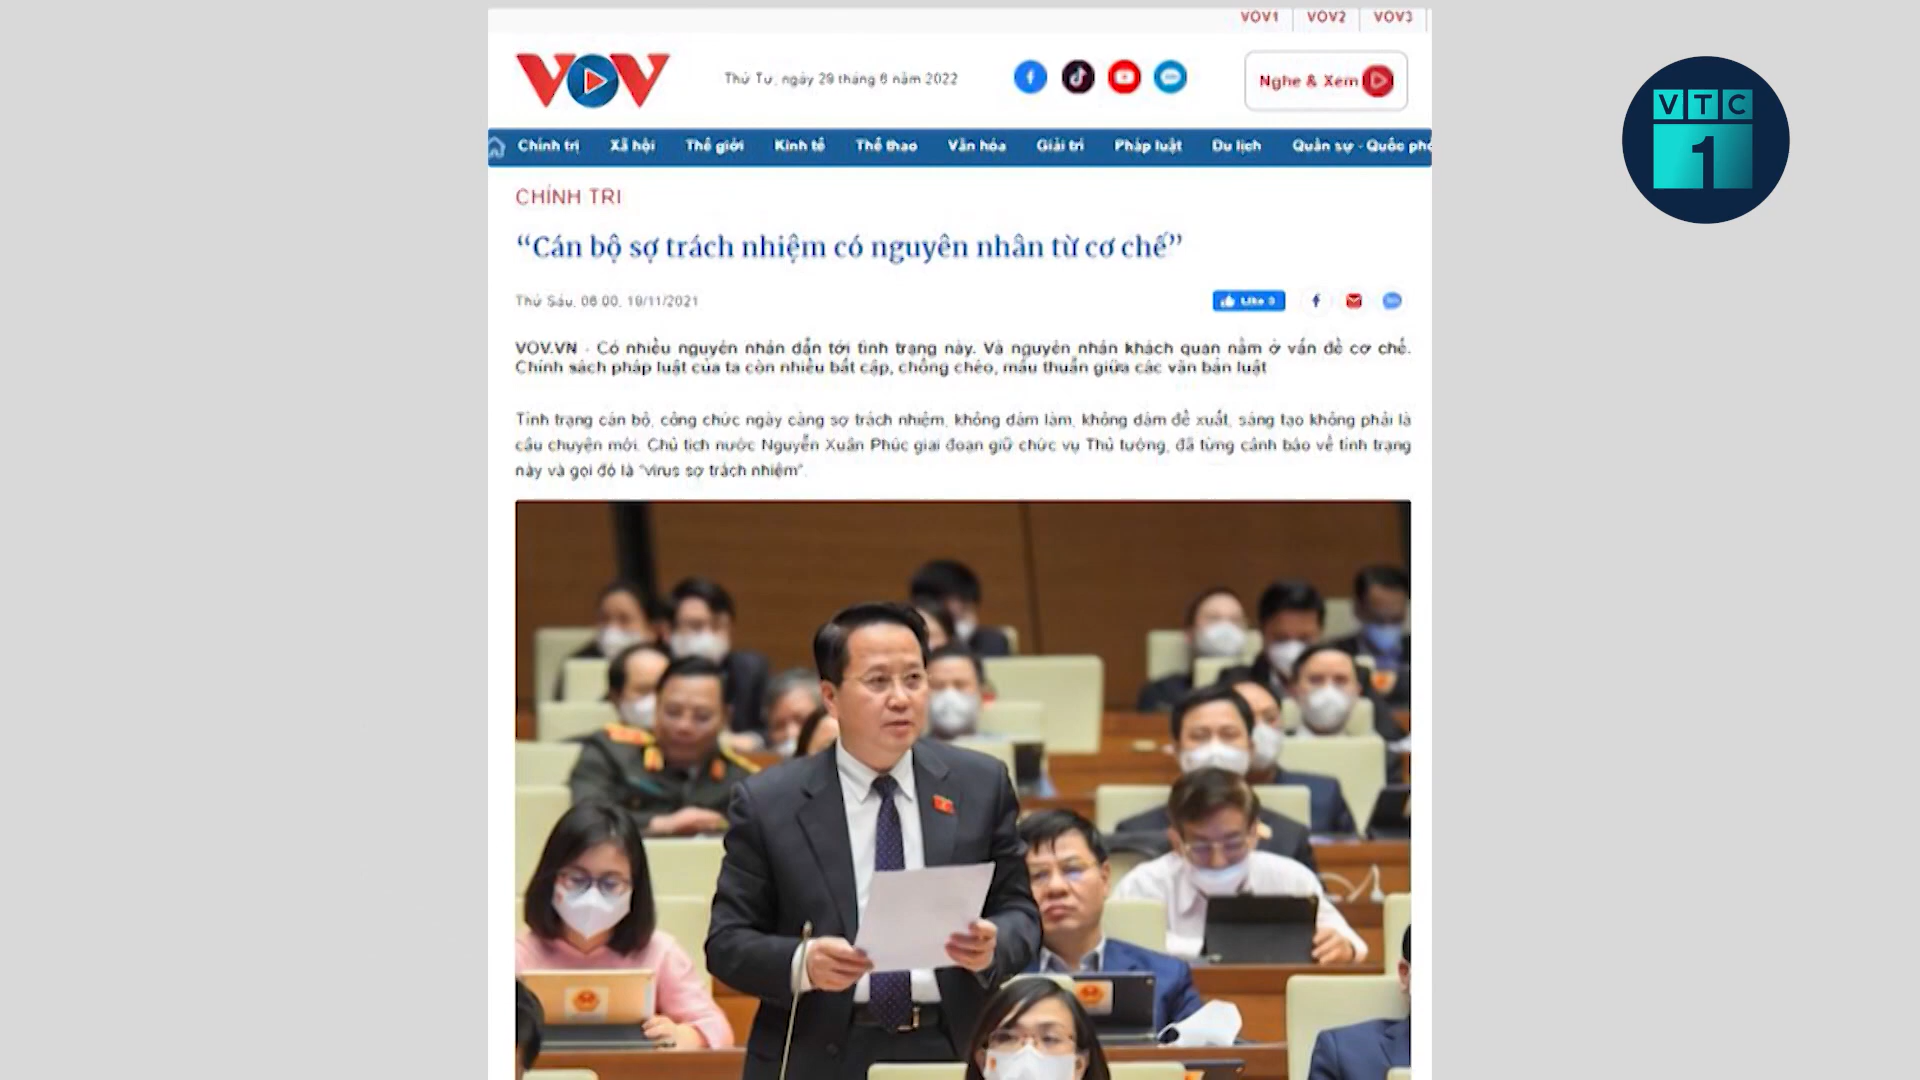 VOV1 VOV2 VOV3
VOV
Thứ Tư, ngày 29 tháng 6 năm 2022
Nghe & Xem
Chính trị Xã hội Thế giới Kinh tế Thể thao Văn hóa Giải trí Pháp luật Du lịch Quân sự - Quốc phò
VTC
1
CHÍNH TRỊ
“Cán bộ sợ trách nhiệm có nguyên nhân từ cơ chế”
Thứ Sáu, 06:00, 19/11/2021
Like
VOV.VN - Có nhiều nguyên nhân dẫn tới tình trạng này. Và nguyên nhân khách quan nằm ở vấn đề cơ chế.
Chính sách pháp luật của ta còn nhiều bất cập, chồng chéo, mâu thuẫn giữa các văn bản luật
Tình trạng cán bộ, công chức ngày càng sợ trách nhiệm, không dám làm, không dám đề xuất, sáng tạo không phải là
câu chuyện mới. Chủ tịch nước Nguyễn Xuân Phúc giai đoạn giữ chức vụ Thủ tướng, đã từng cảnh báo về tình trạng
này và gọi đó là "virus sợ trách nhiệm".